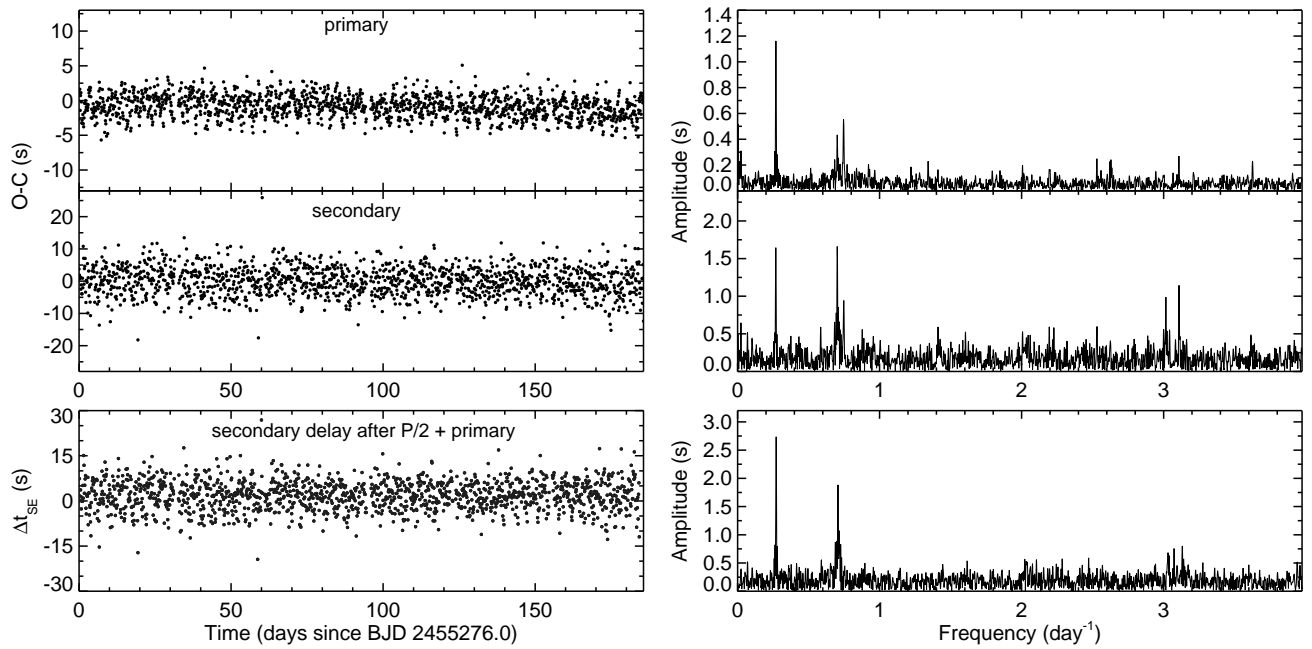 primary
10
5
0
-5
-10
O-C (s)
secondary
20
10
0
-10
-20
0 50 100 150
secondary delay after P/2 + primary
30
15
0
-15
-30
Δt_SE (s)
0 50 100 150
Time (days since BJD 2455276.0)
1.4
1.2
1.0
0.8
0.6
0.4
0.2
0.0
Amplitude (s)
2.0
1.5
1.0
0.5
0.0
0 1 2 3
3.0
2.5
2.0
1.5
1.0
0.5
0.0
Amplitude (s)
0 1 2 3
Frequency (day⁻¹)